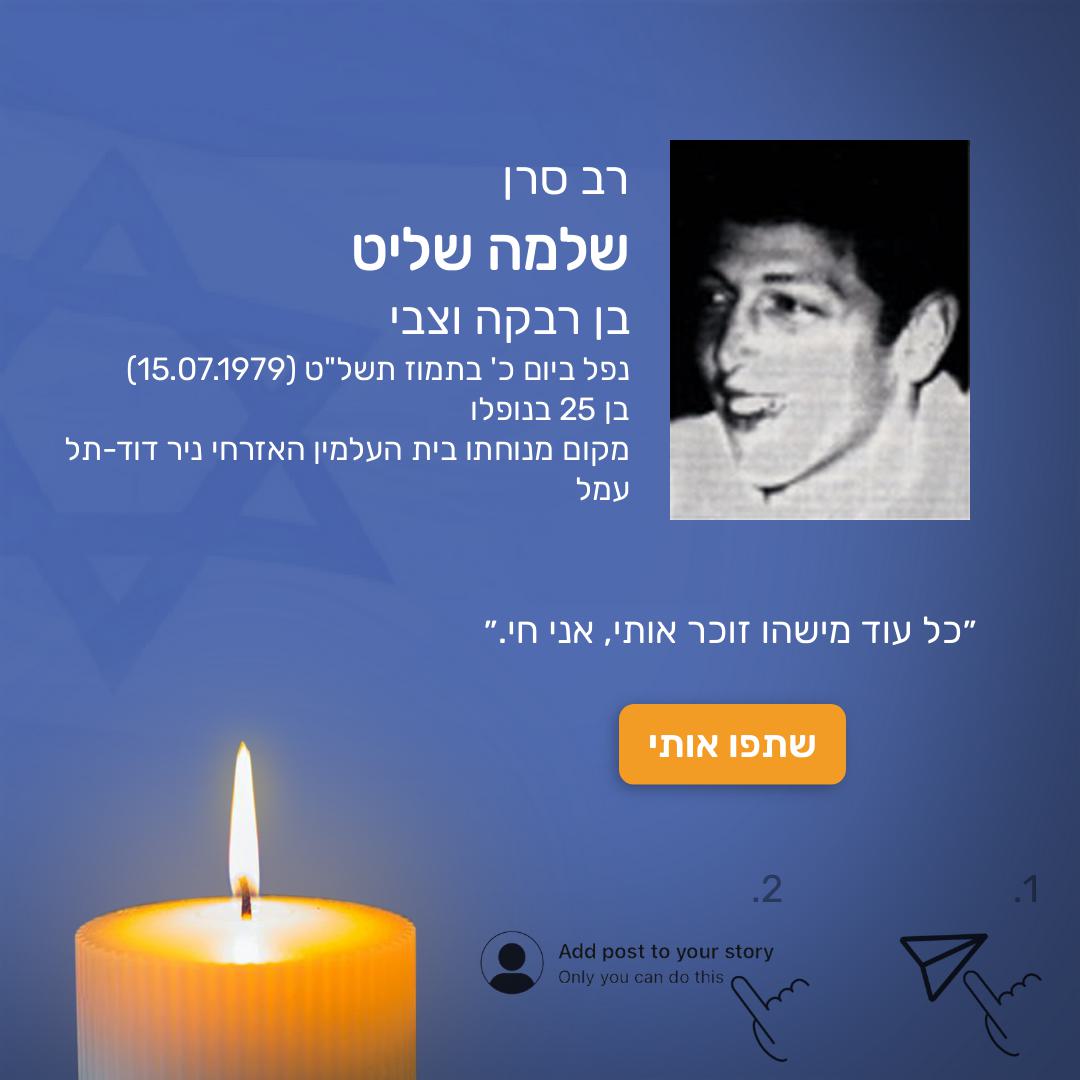 רב סרן
שלמה שליט
בן רבקה וצבי
נפל ביום כ' בתמוז תשל"ט (15.07.1979)
בן 25 בנופלו
מקום מנוחתו בית העלמין האזרחי ניר דוד-תל
עמל
״כל עוד מישהו זוכר אותי, אני חי.״
שתפו אותי
.1
.2
Add post to your story
Only you can do this